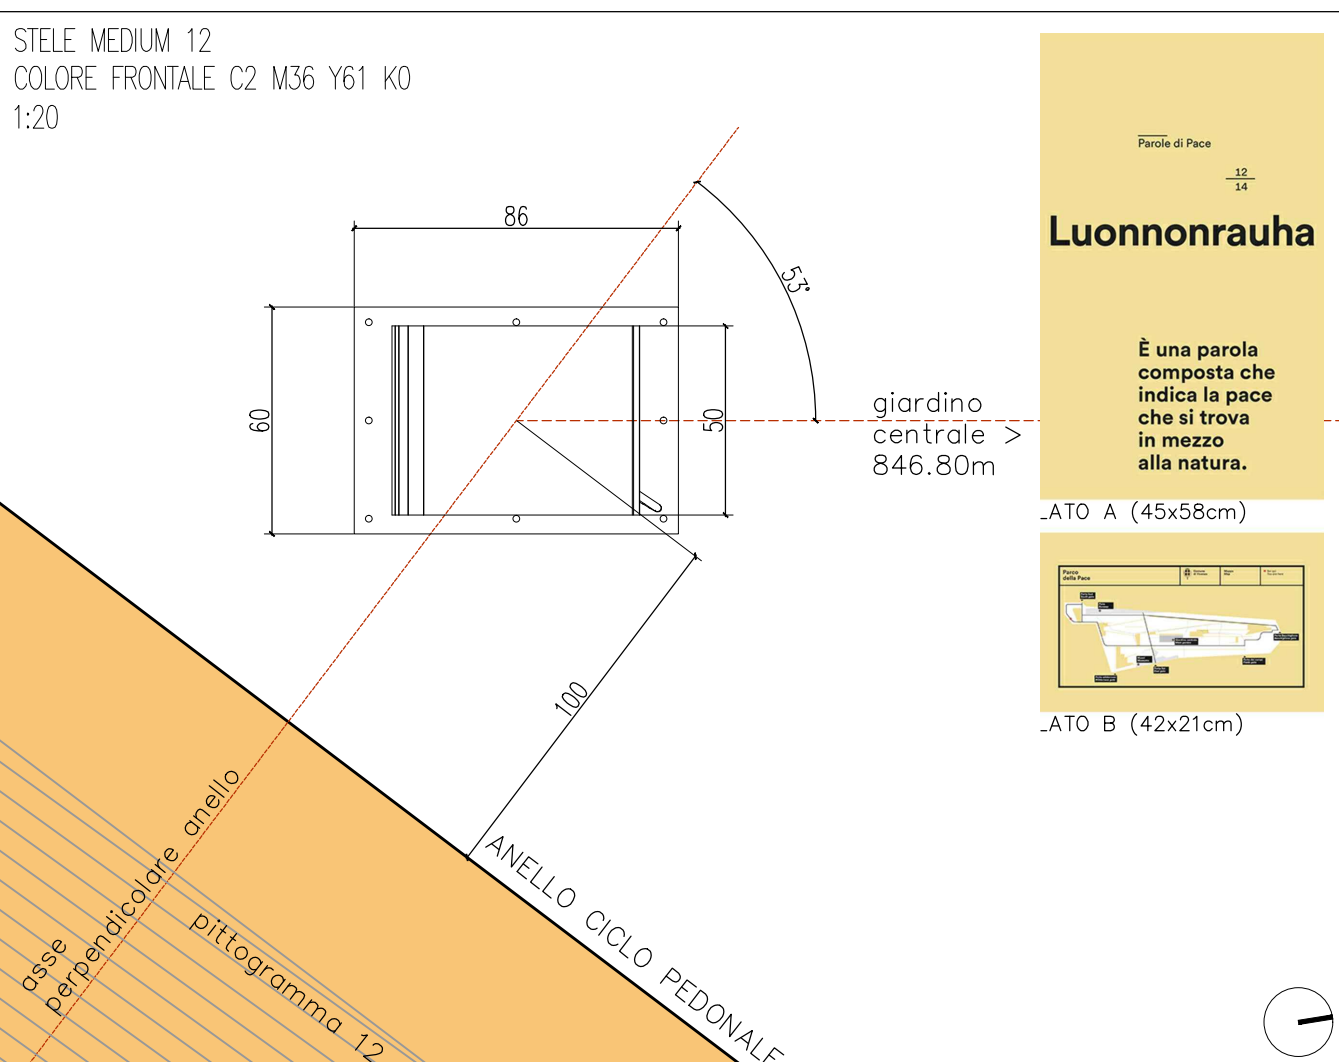 STELE MEDIUM 12
COLORE FRONTALE C2 M36 Y61 K0
1:20
86
53°
60
50
100
giardino
centrale >
846.80m
Parole di Pace
12
14
Luonnonrauha
È una parola
composta che
indica la pace
che si trova
in mezzo
alla natura.
LATO A (45x58cm)
Parco
della Pace
LATO B (42x21cm)
asse
perpendicolare anello
pittogramma 12
ANELLO CICLO PEDONALE